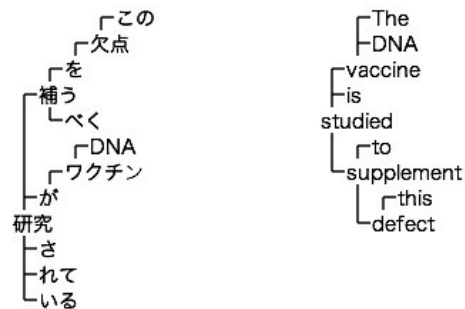 この
欠点
を
補う
べく
DNA
ワクチン
が
研究
さ
れて
いる
The
DNA
vaccine
is
studied
to
supplement
this
defect